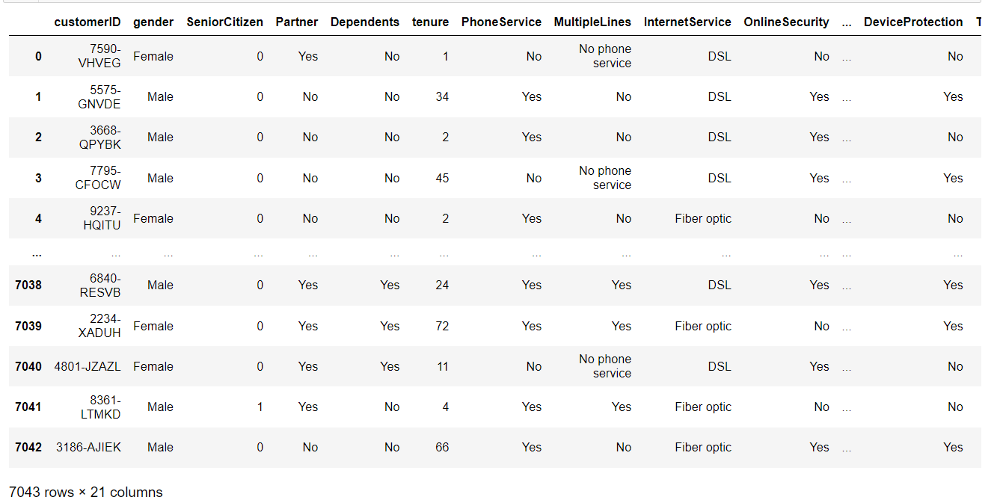 customerID gender SeniorCitizen Partner Dependents tenure PhoneService MultipleLines InternetService OnlineSecurity ... DeviceProtection T
0 7590-VHVEG Female 0 Yes No 1 No No phone service DSL No ... No
1 5575-GNVDE Male 0 No No 34 Yes No DSL Yes ... Yes
2 3668-QPYBK Male 0 No No 2 Yes No DSL Yes ... No
3 7795-CFOCW Male 0 No No 45 No No phone service DSL Yes ... Yes
4 9237-HQITU Female 0 No No 2 Yes No Fiber optic No ... No
... ... ... ... ... ... ... ... ... ... ... ... ...
7038 6840-RESVB Male 0 Yes Yes 24 Yes Yes DSL Yes ... Yes
7039 2234-XADUH Female 0 Yes Yes 72 Yes Yes Fiber optic No ... Yes
7040 4801-JZAZL Female 0 Yes Yes 11 No No phone service DSL Yes ... No
7041 8361-LTMKD Male 1 Yes No 4 Yes Yes Fiber optic No ... No
7042 3186-AJIEK Male 0 No No 66 Yes No Fiber optic Yes ... Yes
7043 rows × 21 columns